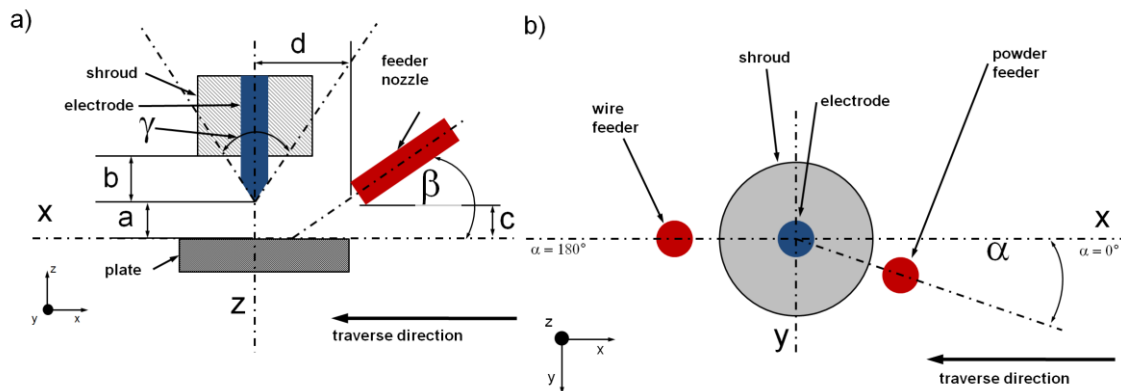 a)
d
shroud
feeder
nozzle
electrode
γ
b
β
a
c
X
plate
z
y
x
Z
traverse direction
b)
shroud
powder
feeder
wire
feeder
electrode
X
α = 180°
α
α = 0°
z
x
y
y
traverse direction